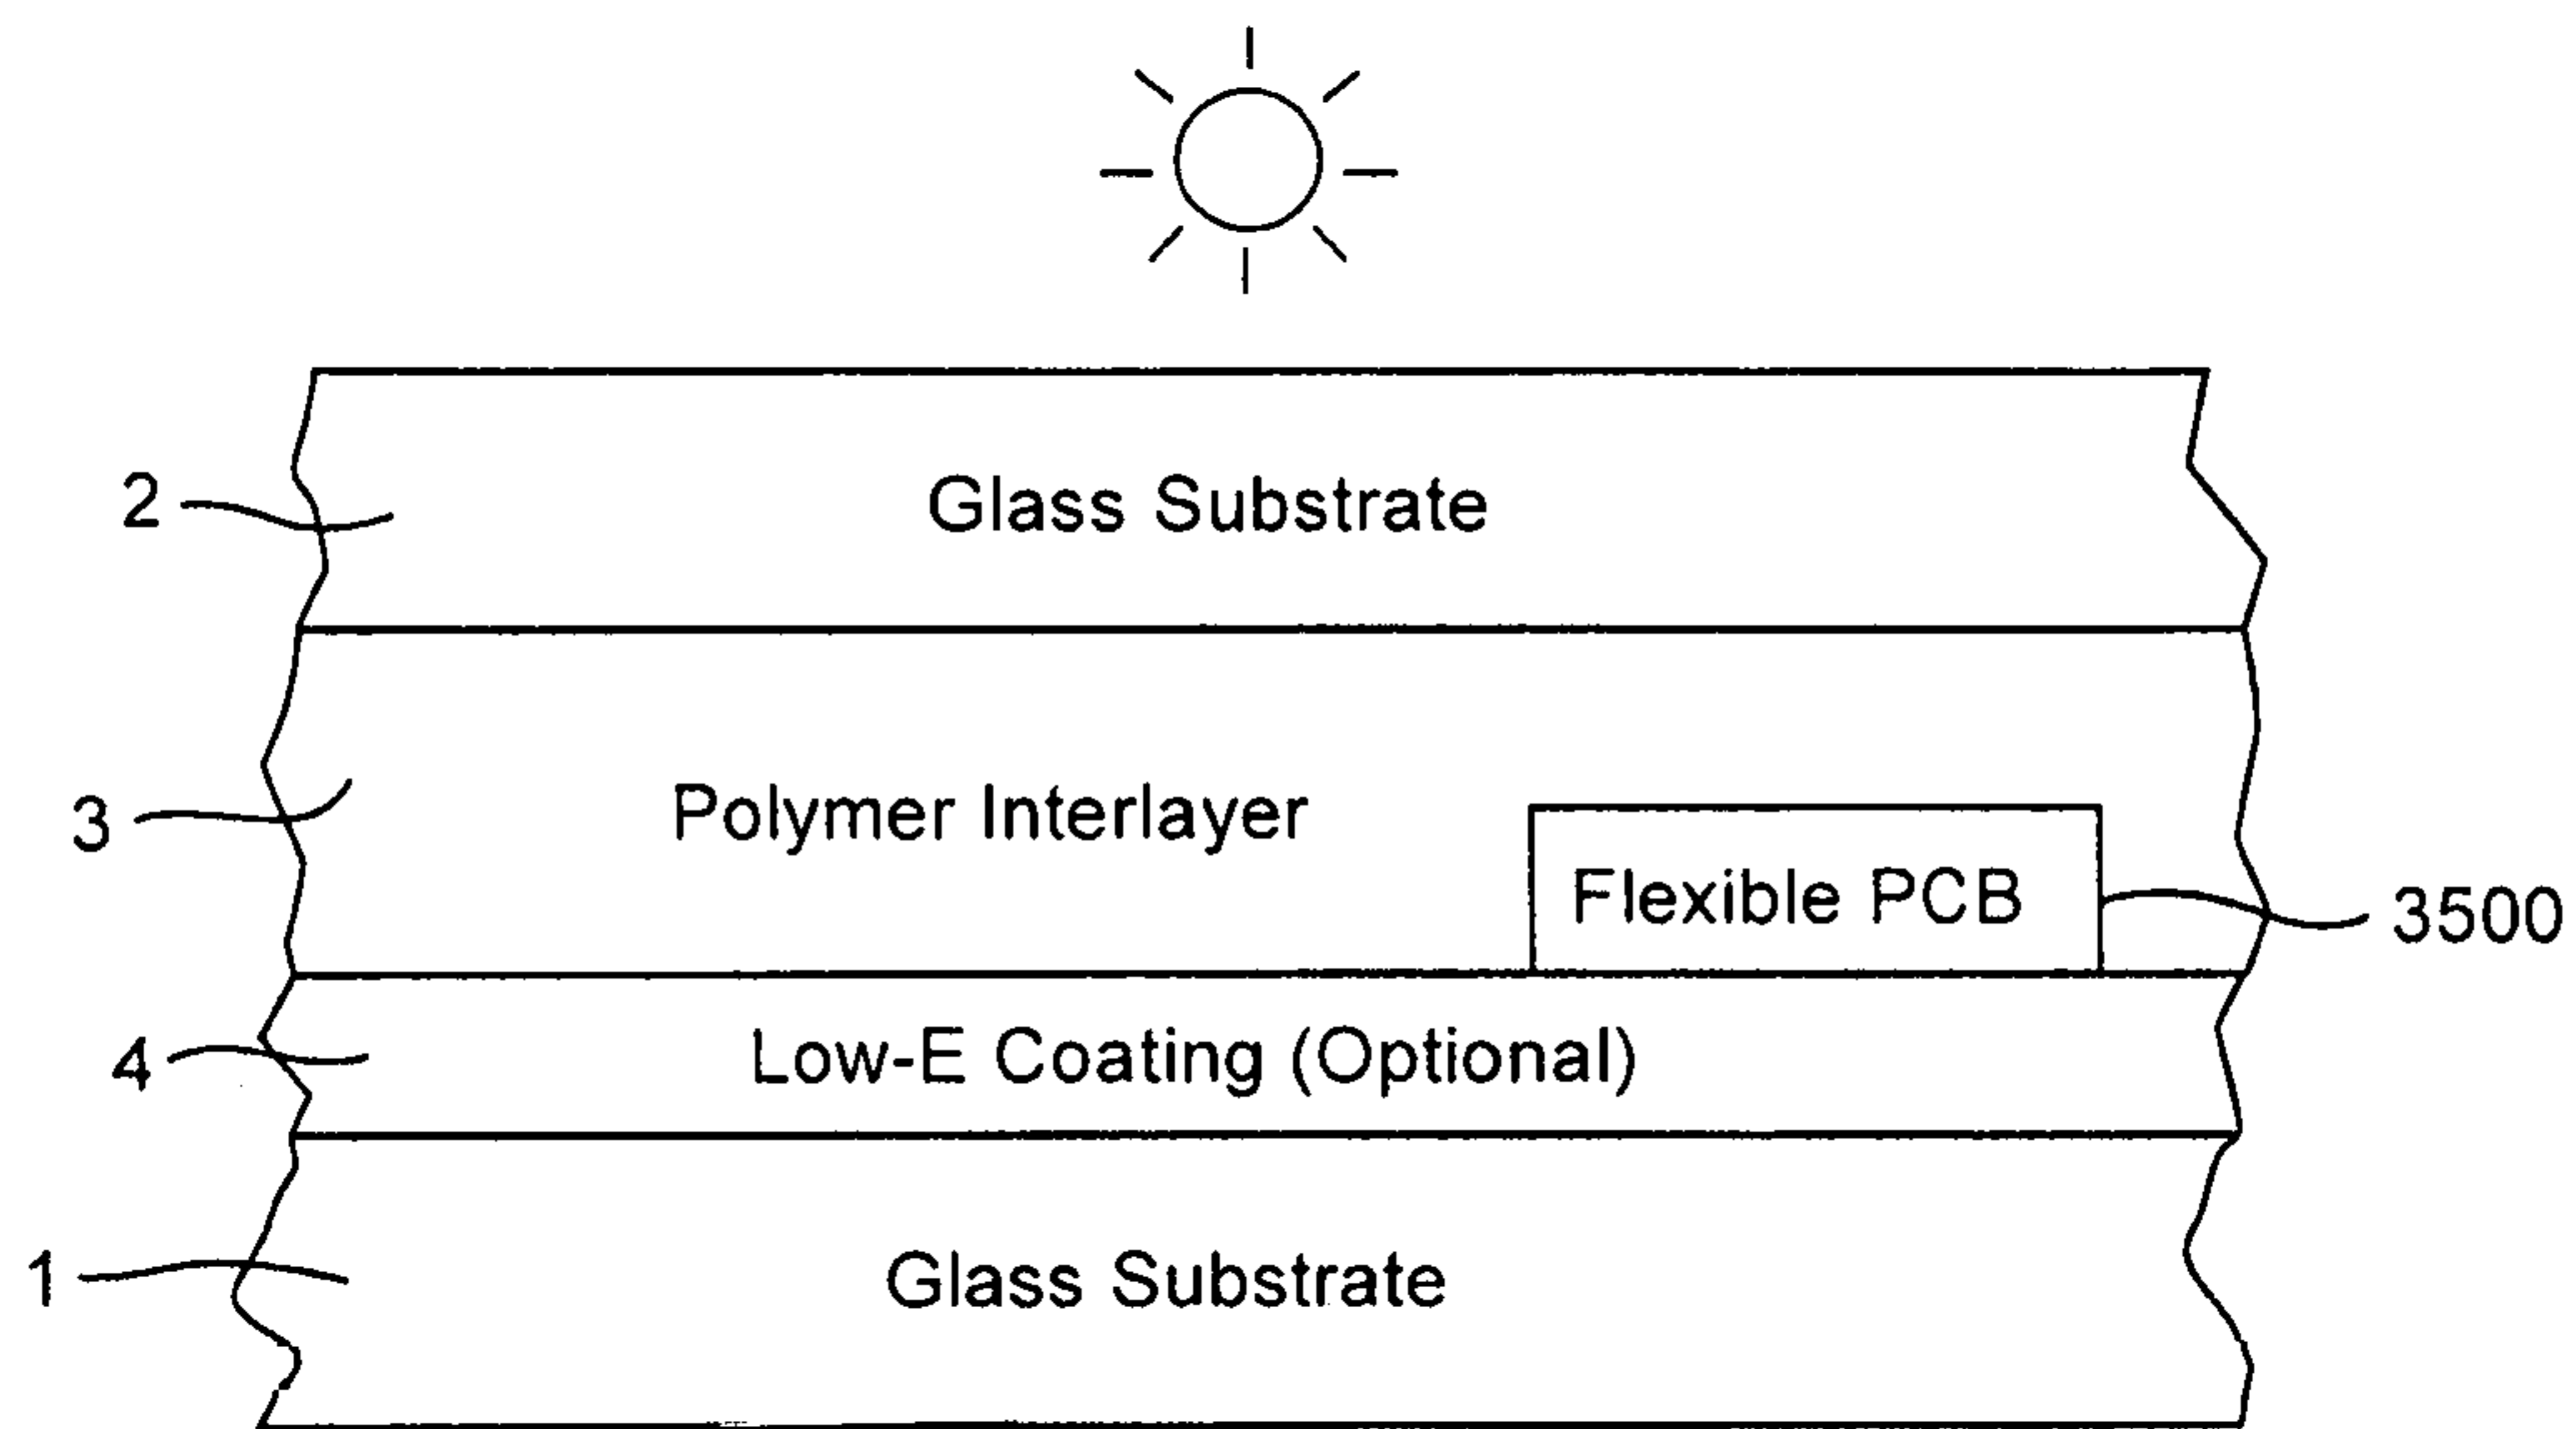 2
Glass Substrate
3
Polymer Interlayer
Flexible PCB
3500
4
Low-E Coating (Optional)
1
Glass Substrate